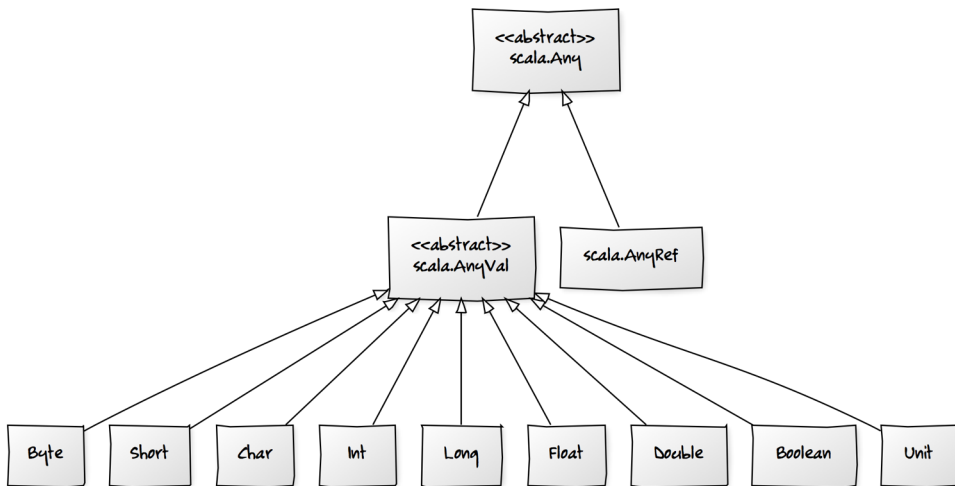 <<abstract>>
scala.Any
<<abstract>>
scala.AnyVal
scala.AnyRef
Byte
Short
Char
Int
Long
Float
Double
Boolean
Unit